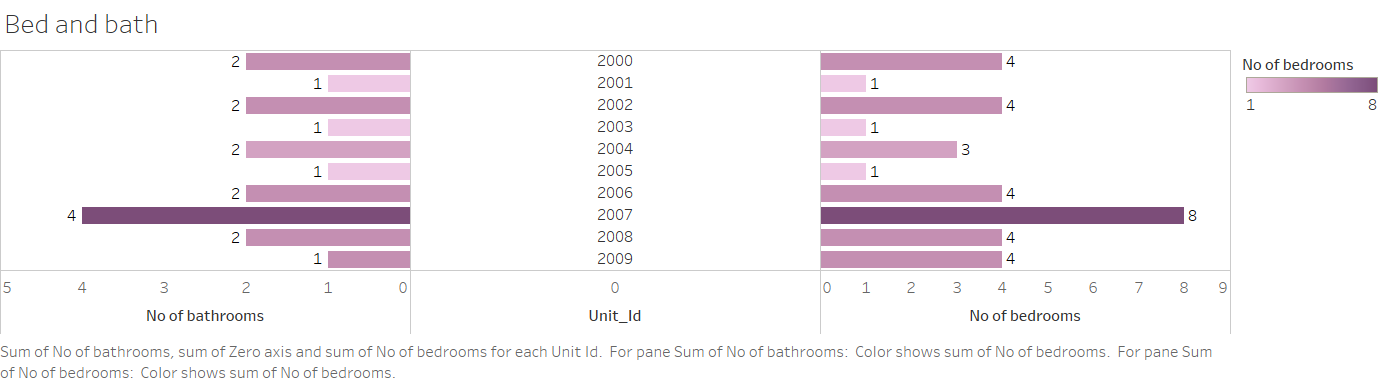 Bed and bath
2 2000 4
1 2001 1
2 2002 4
1 2003 1
2 2004 3
1 2005 1
2 2006 4
4 2007 8
2 2008 4
1 2009 4
5 4 3 2 1 0 0 0 1 2 3 4 5 6 7 8 9
No of bathrooms Unit_Id No of bedrooms
No of bedrooms
1 8
Sum of No of bathrooms, sum of Zero axis and sum of No of bedrooms for each Unit Id. For pane Sum of No of bathrooms: Color shows sum of No of bedrooms. For pane Sum
of No of bedrooms: Color shows sum of No of bedrooms.